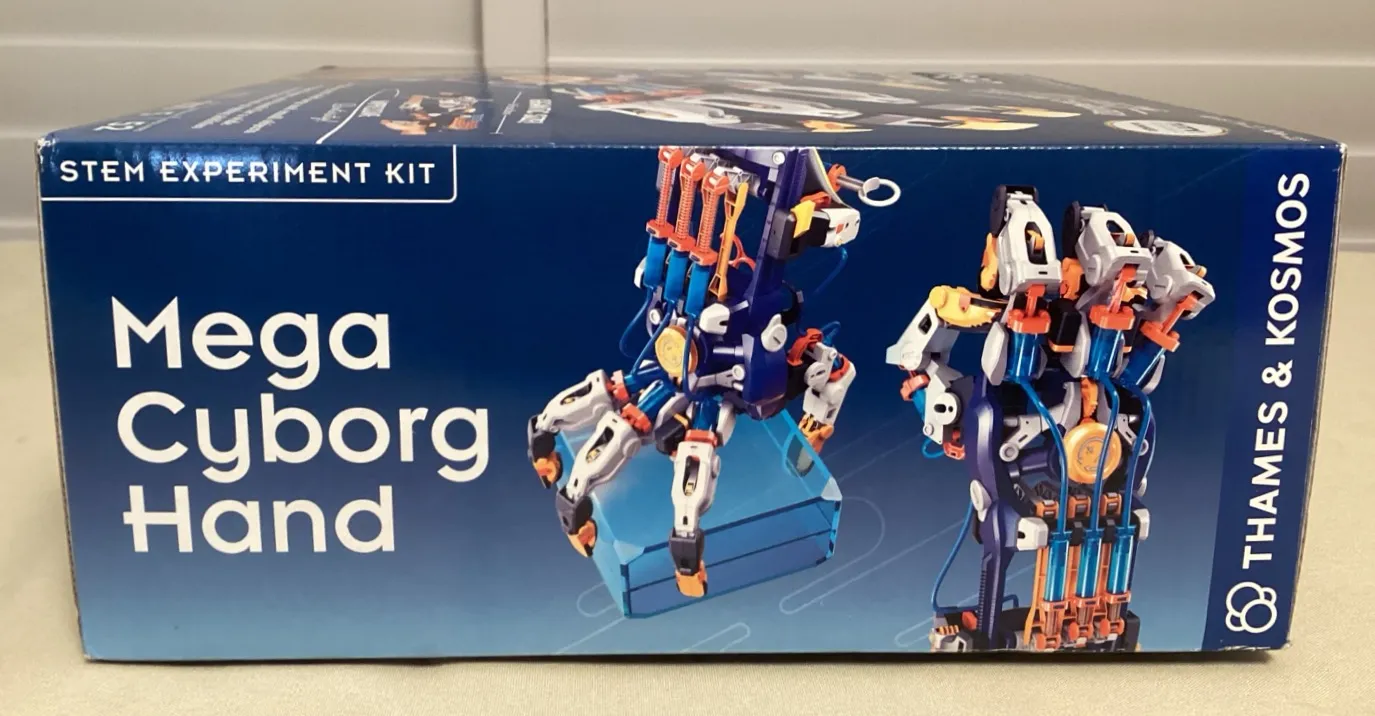 STEM EXPERIMENT KIT
Mega
Cyborg
Hand
THAMES & KOSMOS